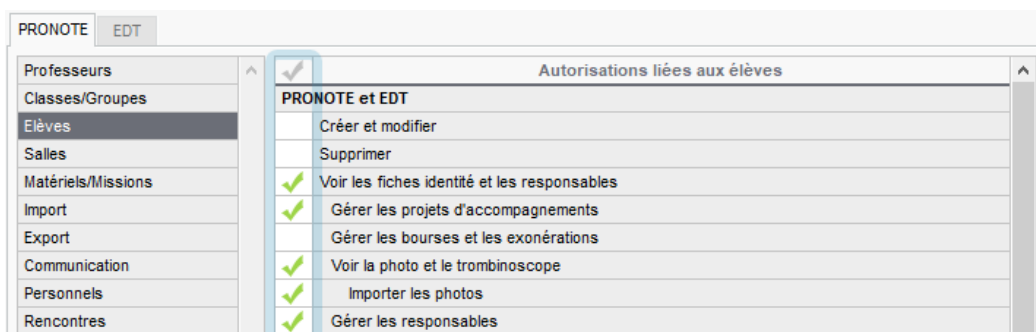 PRONOTE EDT
Professeurs
Classes/Groupes
Elèves
Salles
Matériels/Missions
Import
Export
Communication
Personnels
Rencontres
Autorisations liées aux élèves
PRONOTE et EDT
Créer et modifier
Supprimer
Voir les fiches identité et les responsables
Gérer les projets d'accompagnements
Gérer les bourses et les exonérations
Voir la photo et le trombinoscope
Importer les photos
Gérer les responsables